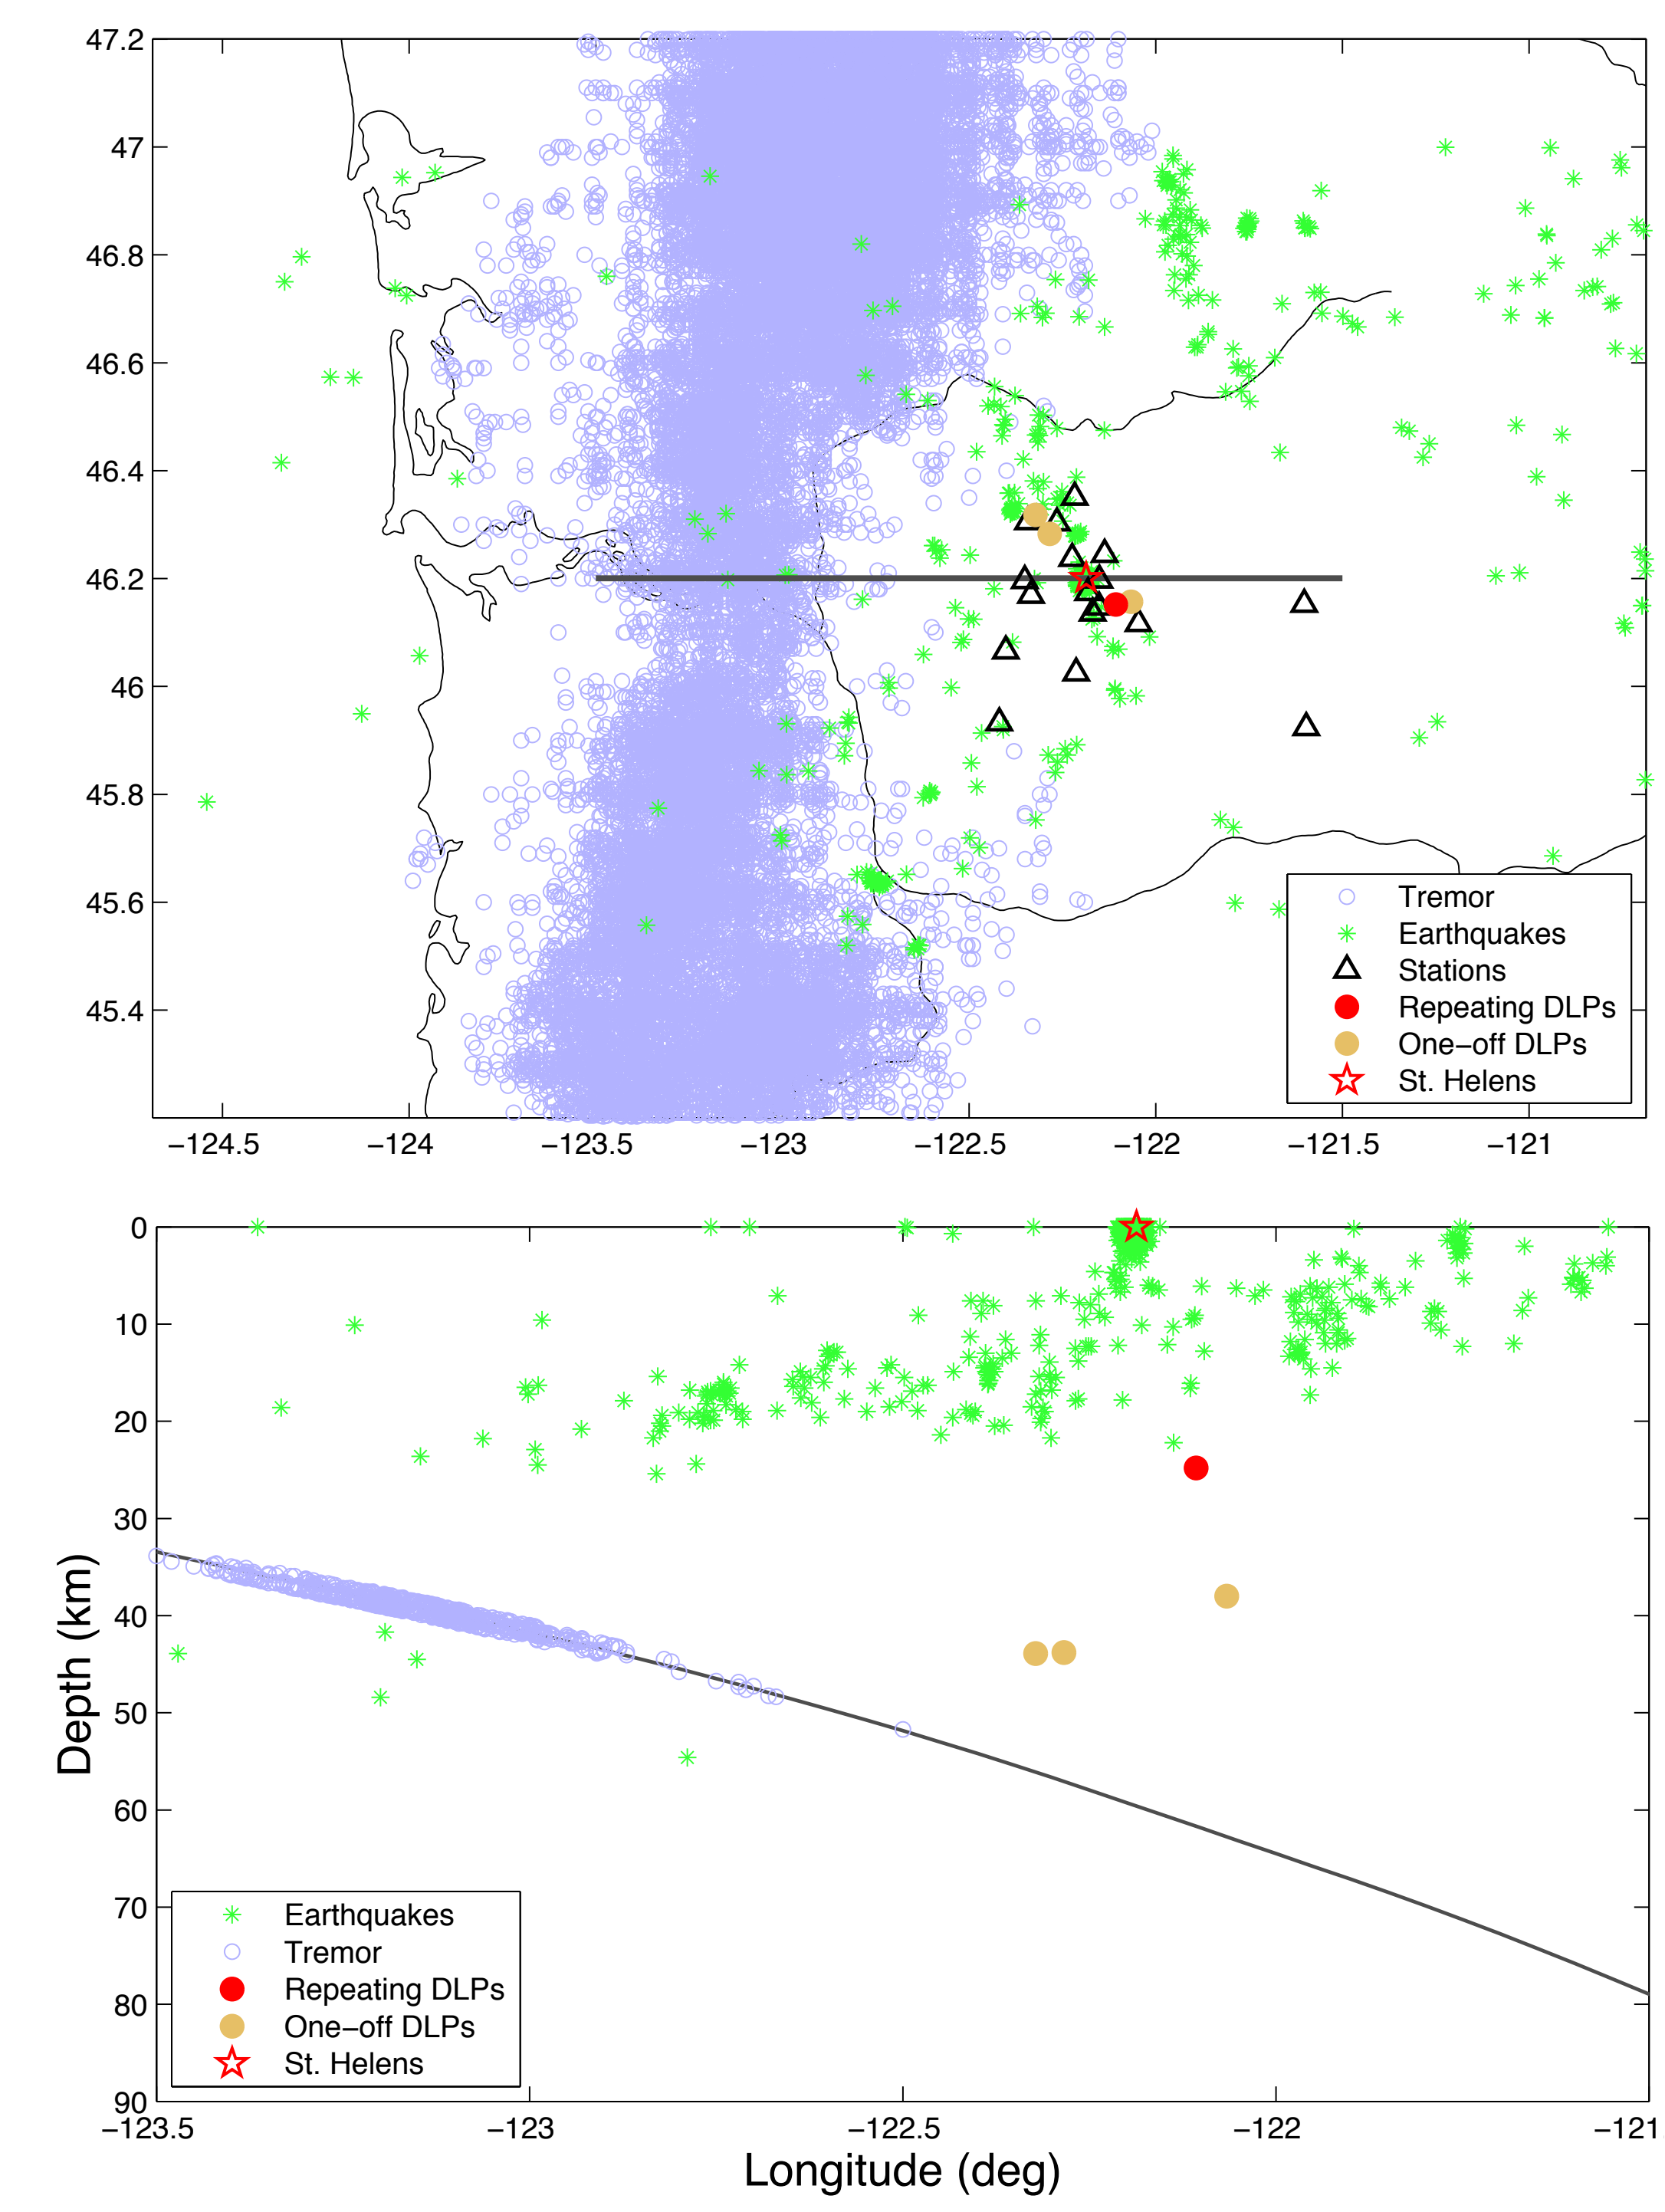 47.2
47
46.8
46.6
46.4
46.2
46
45.8
45.6
45.4
−124.5 −124 −123.5 −123 −122.5 −122 −121.5 −121
Tremor
Earthquakes
Stations
Repeating DLPs
One−off DLPs
St. Helens
0
10
20
30
40
50
60
70
80
90
Depth (km)
Earthquakes
Tremor
Repeating DLPs
One−off DLPs
St. Helens
−123.5 −123 −122.5 −122 −121
Longitude (deg)